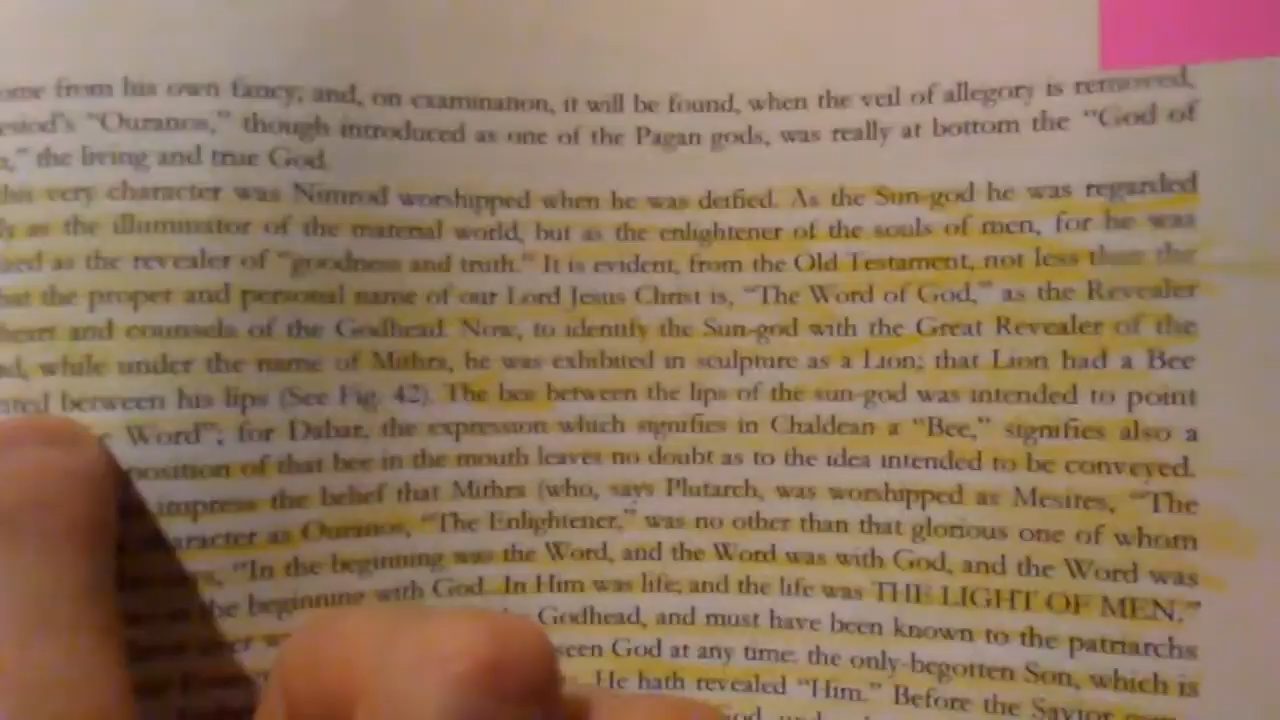 from his own fancy; and, on examination, it will be found, when the veil of allegory is removed,
"Ouranos," though introduced as one of the Pagan gods, was really at bottom the "God of
the living and true God.
very character was Nimrod worshipped when he was deified. As the Sun-god he was regarded
as the illuminator of the material world, but as the enlightener of the souls of men, for he was
as the revealer of "goodness and truth." It is evident, from the Old Testament, not less than the
the proper and personal name of our Lord Jesus Christ is, "The Word of God," as the Revealer
heart and counsels of the Godhead. Now, to identify the Sun-god with the Great Revealer of the
while under the name of Mithra, he was exhibited in sculpture as a Lion; that Lion had a Bee
between his lips (See Fig. 42). The bee between the lips of the sun-god was intended to point
Word"; for Dabar, the expression which signifies in Chaldean a "Bee," signifies also a
position of that bee in the mouth leaves no doubt as to the idea intended to be conveyed.
impress the belief that Mithra (who, says Plutarch, was worshipped as Mesites, "The
as Ouranos, "The Enlightener," was no other than that glorious one of whom
"In the beginning was the Word, and the Word was with God, and the Word was
beginning with God. In Him was life; and the life was THE LIGHT OF MEN."
Godhead, and must have been known to the patriarchs
seen God at any time; the only-begotten Son, which is
He hath revealed "Him." Before the Savior